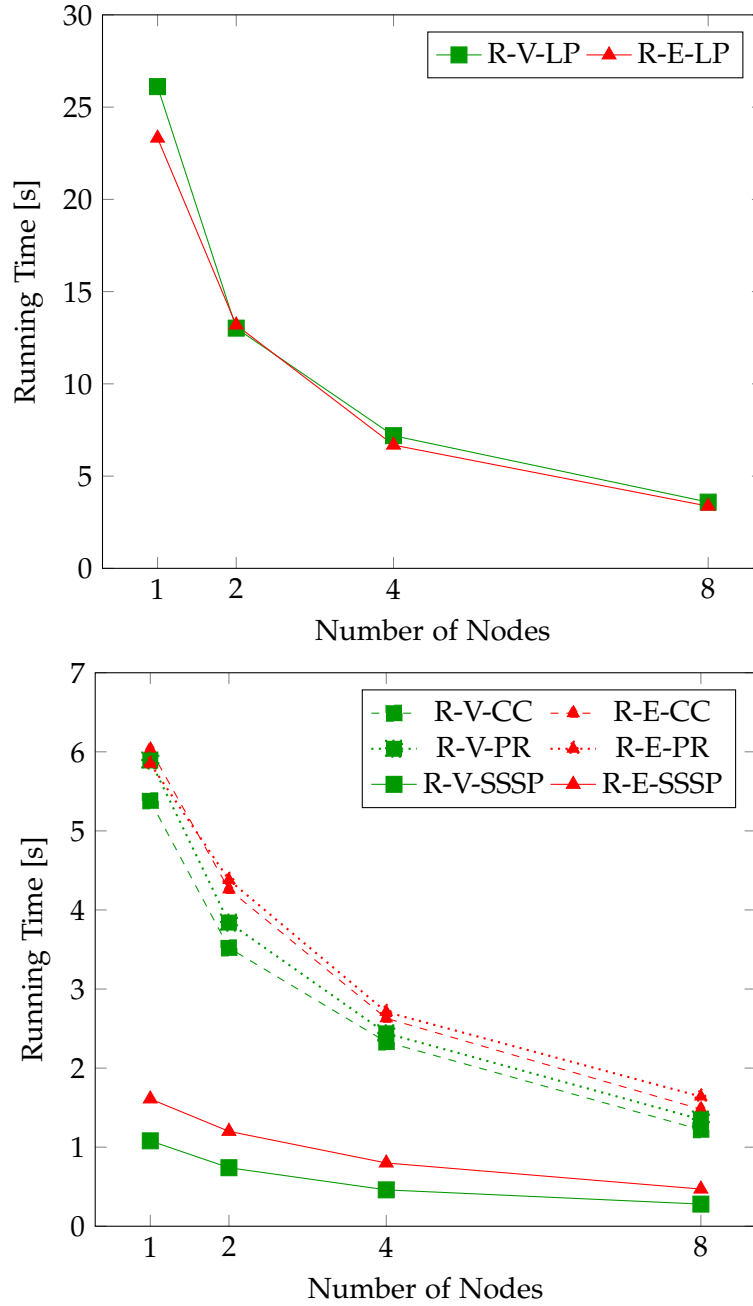 30
25
20
15
10
5
0
Running Time [s]
R-V-LP R-E-LP
1 2 4 8
Number of Nodes
7
6
5
4
3
2
1
0
Running Time [s]
R-V-CC R-E-CC
R-V-PR R-E-PR
R-V-SSSP R-E-SSSP
1 2 4 8
Number of Nodes